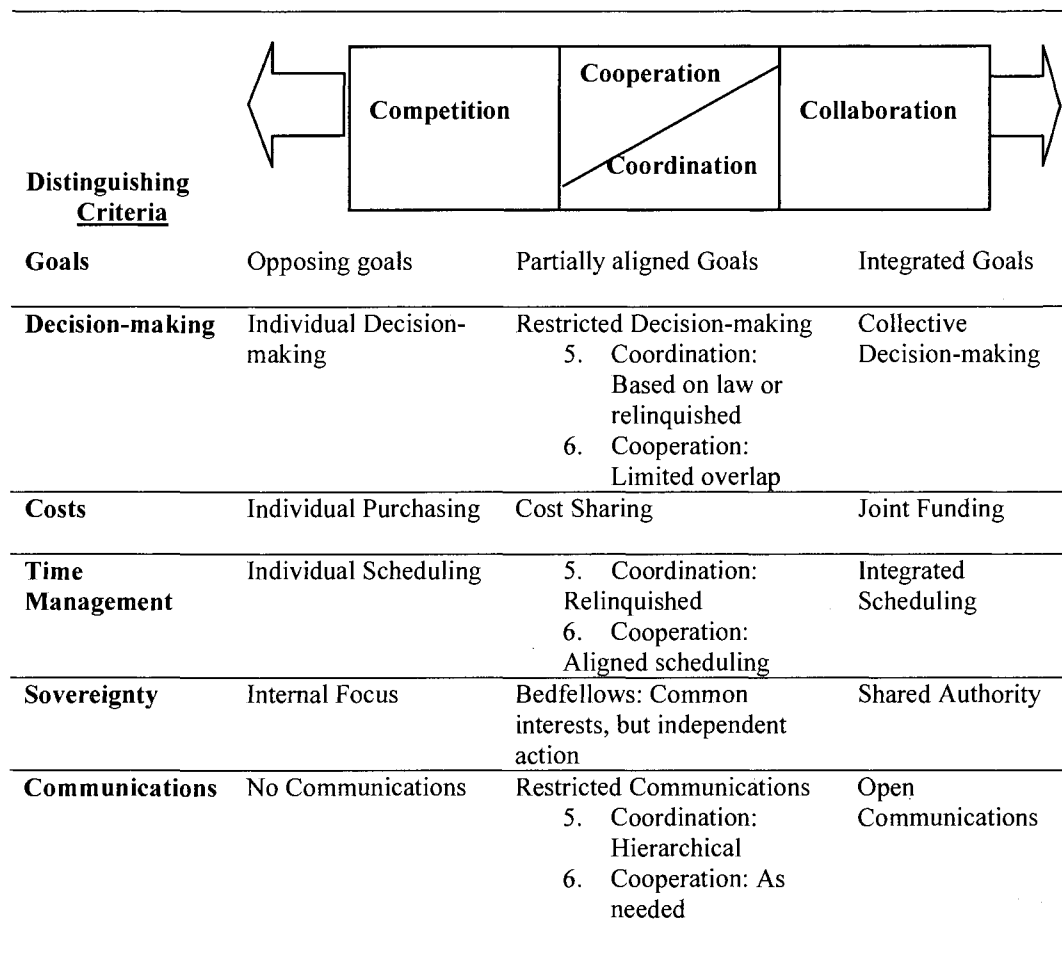 Competition
Cooperation
Coordination
Collaboration
Distinguishing
Criteria
Goals Opposing goals Partially aligned Goals Integrated Goals
Decision-making Individual Decision- Restricted Decision-making Collective
making 5. Coordination: Decision-making
Based on law or
relinquished
6. Cooperation:
Limited overlap
Costs Individual Purchasing Cost Sharing Joint Funding
Time Individual Scheduling 5. Coordination: Integrated
Management Relinquished Scheduling
6. Cooperation:
Aligned scheduling
Sovereignty Internal Focus Bedfellows: Common Shared Authority
interests, but independent
action
Communications No Communications Restricted Communications Open
5. Coordination: Communications
Hierarchical
6. Cooperation: As
needed